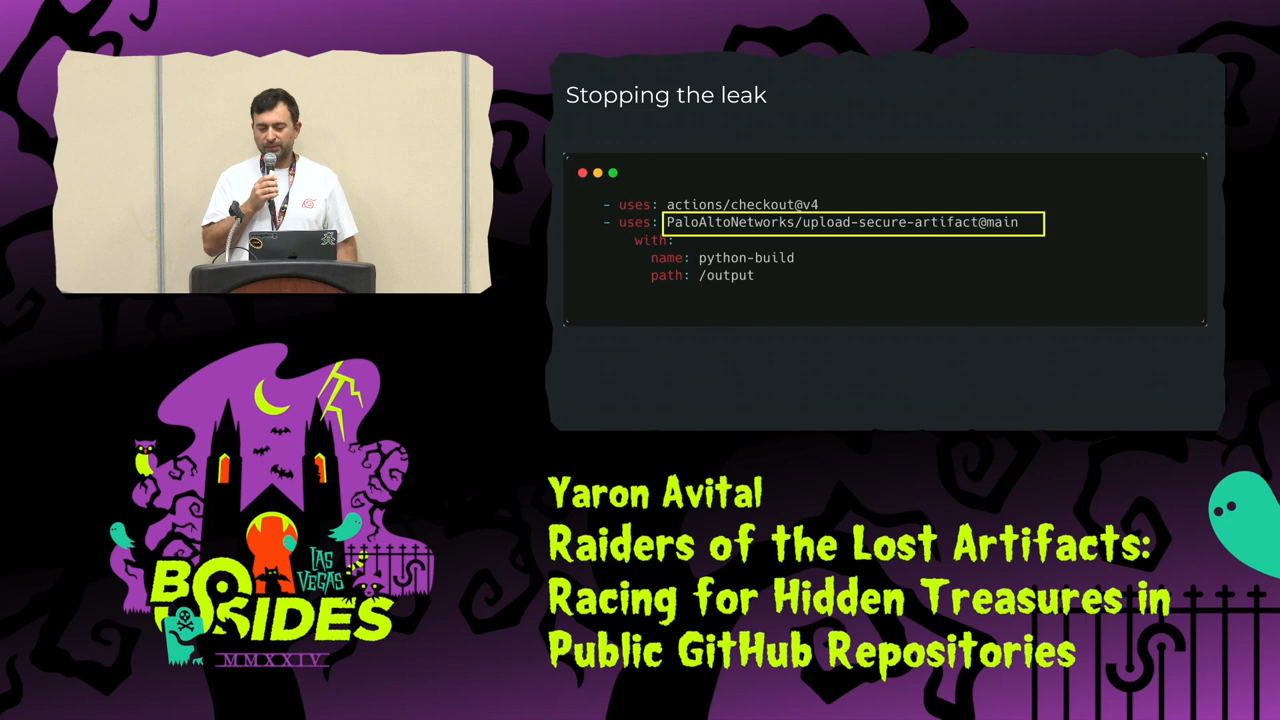 Stopping the leak
- uses: actions/checkout@v4
- uses: PaloAltoNetworks/upload-secure-artifact@main
with:
name: python-build
path: /output
BSIDES
LAS
VEGAS
MMXXIV
Yaron Avital
Raiders of the Lost Artifacts:
Racing for Hidden Treasures in
Public GitHub Repositories